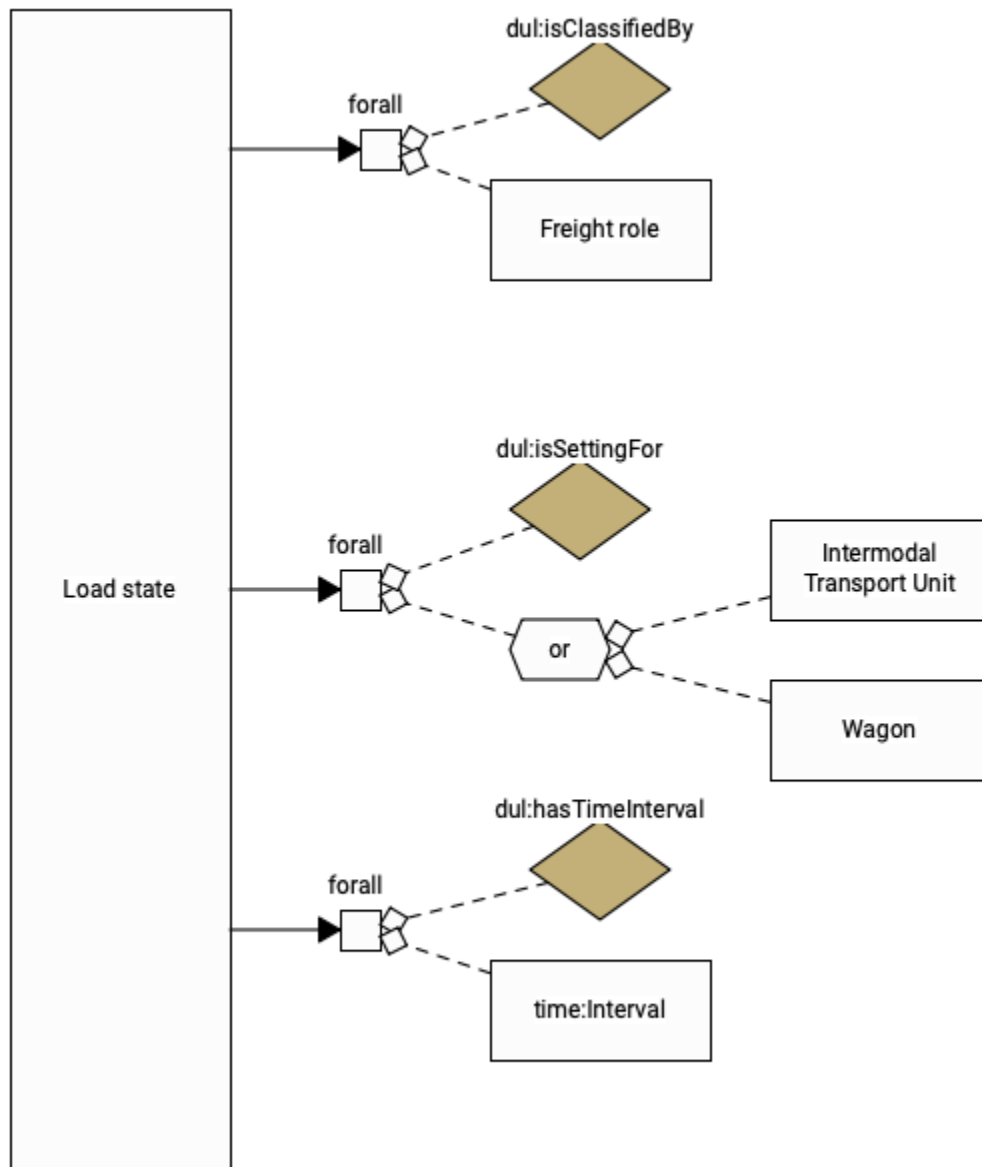 dul:isClassifiedBy
forall
Freight role
dul:isSettingFor
forall
Intermodal
Transport Unit
Load state
or
Wagon
dul:hasTimeInterval
forall
time:Interval